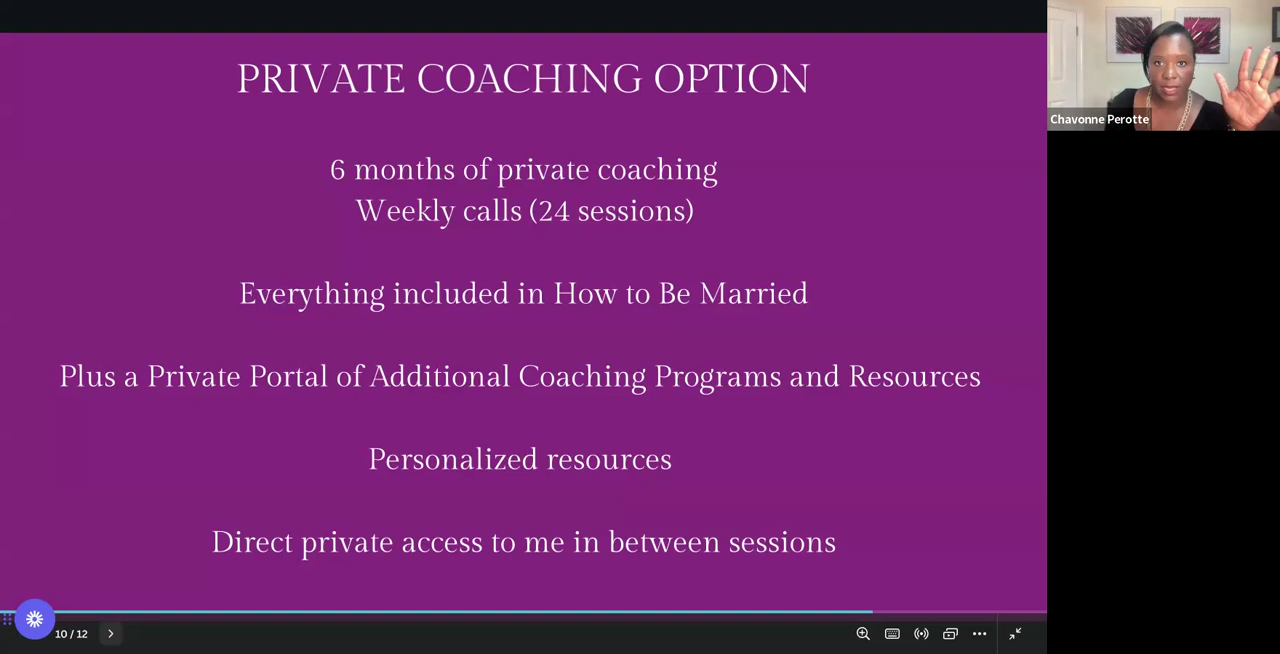 PRIVATE COACHING OPTION
6 months of private coaching
Weekly calls (24 sessions)
Everything included in How to Be Married
Plus a Private Portal of Additional Coaching Programs and Resources
Personalized resources
Direct private access to me in between sessions
Chavonne Perotte
10 / 12